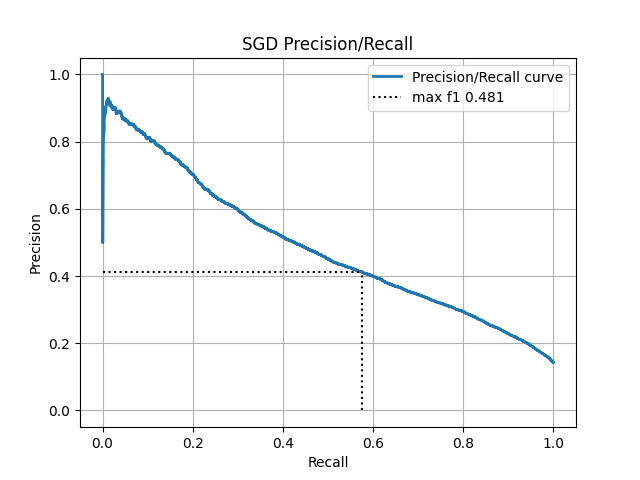 SGD Precision/Recall
Precision/Recall curve
max f1 0.481
1.0
0.8
0.6
0.4
0.2
0.0
Precision
0.0 0.2 0.4 0.6 0.8 1.0
Recall